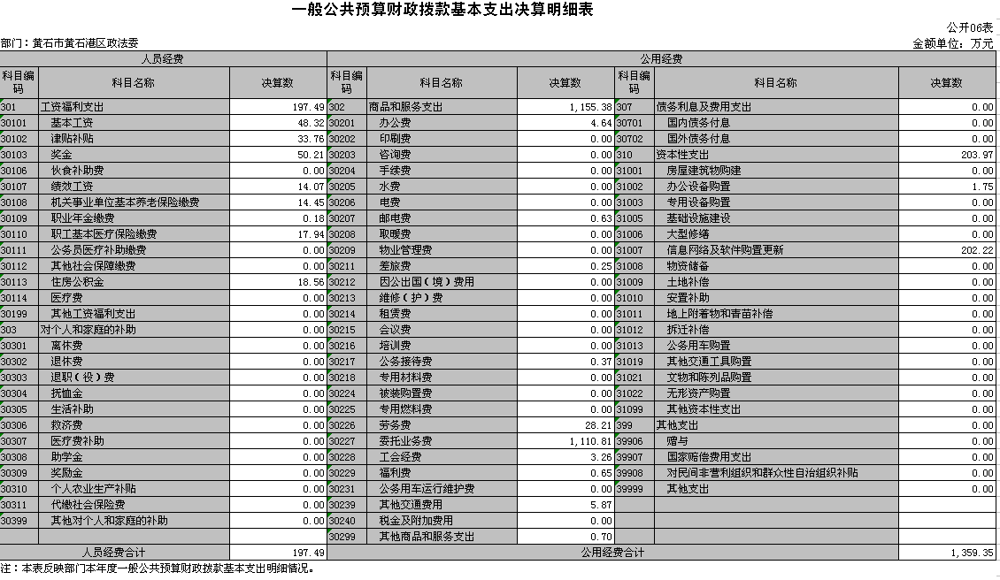 一般公共预算财政拨款基本支出决算明细表
公开06表
部门：黄石市黄石港区政法委 金额单位：万元
人员经费 公用经费
科目编码 科目名称 决算数 科目编码 科目名称 决算数 科目编码 科目名称 决算数
301 工资福利支出 197.49 302 商品和服务支出 1,155.38 307 债务利息及费用支出 0.00
30101 基本工资 48.32 30201 办公费 4.64 30701 国内债务付息 0.00
30102 津贴补贴 33.76 30202 印刷费 0.00 30702 国外债务付息 0.00
30103 奖金 50.21 30203 咨询费 0.00 310 资本性支出 203.97
30106 伙食补助费 0.00 30204 手续费 0.00 31001 房屋建筑物购建 0.00
30107 绩效工资 14.07 30205 水费 0.00 31002 办公设备购置 1.75
30108 机关事业单位基本养老保险缴费 14.45 30206 电费 0.00 31003 专用设备购置 0.00
30109 职业年金缴费 0.18 30207 邮电费 0.63 31005 基础设施建设 0.00
30110 职工基本医疗保险缴费 17.94 30208 取暖费 0.00 31006 大型修缮 0.00
30111 公务员医疗补助缴费 0.00 30209 物业管理费 0.00 31007 信息网络及软件购置更新 202.22
30112 其他社会保障缴费 0.00 30211 差旅费 0.25 31008 物资储备 0.00
30113 住房公积金 18.56 30212 因公出国（境）费用 0.00 31009 土地补偿 0.00
30114 医疗费 0.00 30213 维修（护）费 0.00 31010 安置补助 0.00
30199 其他工资福利支出 0.00 30214 租赁费 0.00 31011 地上附着物和青苗补偿 0.00
303 对个人和家庭的补助 0.00 30215 会议费 0.00 31012 拆迁补偿 0.00
30301 离休费 0.00 30216 培训费 0.00 31013 公务用车购置 0.00
30302 退休费 0.00 30217 公务接待费 0.37 31019 其他交通工具购置 0.00
30303 退职（役）费 0.00 30218 专用材料费 0.00 31021 文物和陈列品购置 0.00
30304 抚恤金 0.00 30224 被装购置费 0.00 31022 无形资产购置 0.00
30305 生活补助 0.00 30225 专用燃料费 0.00 31099 其他资本性支出 0.00
30306 救济费 0.00 30226 劳务费 28.21 399 其他支出 0.00
30307 医疗费补助 0.00 30227 委托业务费 1,110.81 39906 赠与 0.00
30308 助学金 0.00 30228 工会经费 3.26 39907 国家赔偿费用支出 0.00
30309 奖励金 0.00 30229 福利费 0.65 39908 对民间非营利组织和群众性自治组织补贴 0.00
30310 个人农业生产补贴 0.00 30231 公务用车运行维护费 0.00 39999 其他支出 0.00
30311 代缴社会保险费 0.00 30239 其他交通费用 5.87
30399 其他对个人和家庭的补助 0.00 30240 税金及附加费用 0.00
30299 其他商品和服务支出 0.70
人员经费合计 197.49 公用经费合计 1,359.35
注：本表反映部门本年度一般公共预算财政拨款基本支出明细情况。